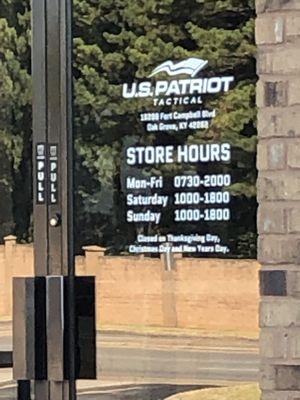 U.S. PATRIOT
TACTICAL
Fort Campbell Blvd
Oak Grove, KY 42262
STORE HOURS
Mon-Fri 0730-2000
Saturday 1000-1800
Sunday 1000-1800
Closed on Thanksgiving Day,
Christmas Day and New Years Day.
PULL
PULL